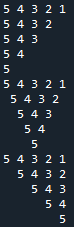 5 4 3 2 1
5 4 3 2
5 4 3
5 4
5
5 4 3 2 1
 5 4 3 2
  5 4 3
   5 4
    5
5 4 3 2 1
  5 4 3 2
    5 4 3
      5 4
        5